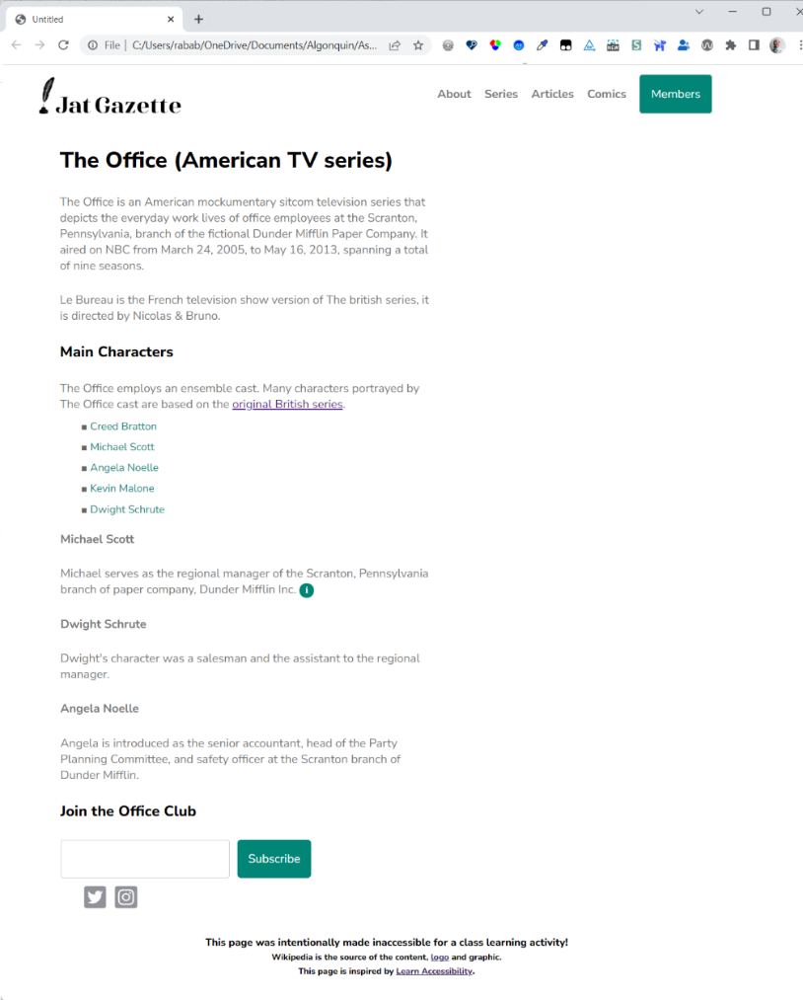 Untitled
File
C:/Users/rabab/OneDrive/Documents/Algonquin/As...
NEW
Jat Gazette
About Series Articles Comics Members
The Office (American TV series)
The Office is an American mockumentary sitcom television series that
depicts the everyday work lives of office employees at the Scranton,
Pennsylvania, branch of the fictional Dunder Mifflin Paper Company. It
aired on NBC from March 24, 2005, to May 16, 2013, spanning a total
of nine seasons.
Le Bureau is the French television show version of The british series, it
is directed by Nicolas & Bruno.
Main Characters
The Office employs an ensemble cast. Many characters portrayed by
The Office cast are based on the original British series.
Creed Bratton
Michael Scott
Angela Noelle
Kevin Malone
Dwight Schrute
Michael Scott
Michael serves as the regional manager of the Scranton, Pennsylvania
branch of paper company, Dunder Mifflin Inc. i
Dwight Schrute
Dwight's character was a salesman and the assistant to the regional
manager.
Angela Noelle
Angela is introduced as the senior accountant, head of the Party
Planning Committee, and safety officer at the Scranton branch of
Dunder Mifflin.
Join the Office Club
Subscribe
This page was intentionally made inaccessible for a class learning activity!
Wikipedia is the source of the content, logo and graphic.
This page is inspired by Learn Accessibility.